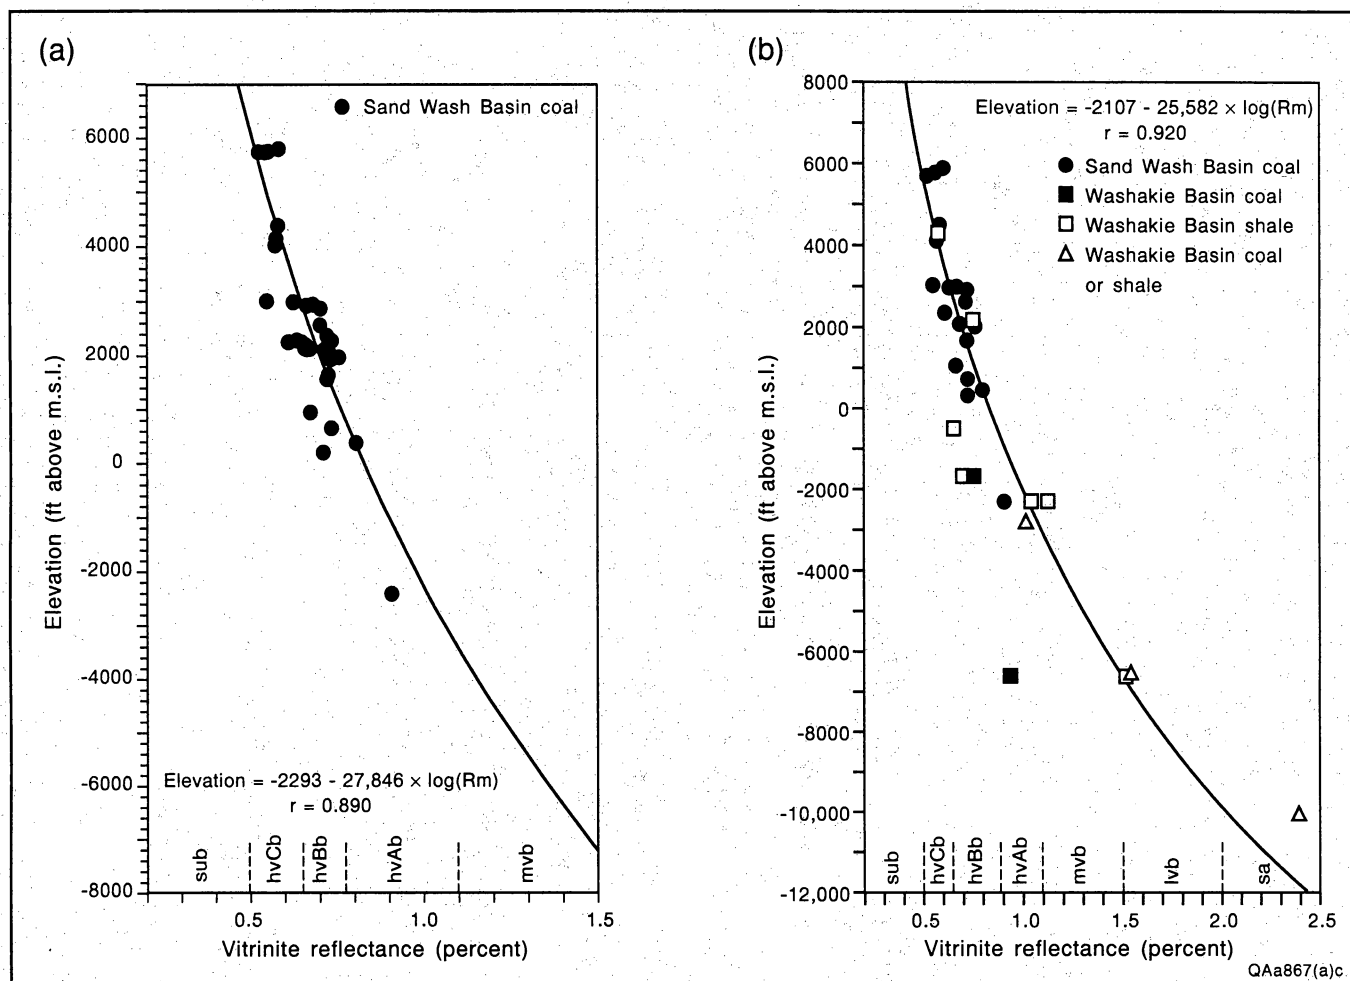 (a)
Sand Wash Basin coal
6000
4000
2000
0
-2000
-4000
-6000
-8000
Elevation (ft above m.s.l.)
Elevation = -2293 - 27,846 × log(Rm)
r = 0.890
sub
hvCb
hvBb
hvAb
mvb
0.5
1.0
1.5
Vitrinite reflectance (percent)
(b)
Elevation = -2107 - 25,582 × log(Rm)
r = 0.920
Sand Wash Basin coal
Washakie Basin coal
Washakie Basin shale
Washakie Basin coal
or shale
8000
6000
4000
2000
0
-2000
-4000
-6000
-8000
-10,000
-12,000
Elevation (ft above m.s.l.)
sub
hvCb
hvBb
hvAb
mvb
lvb
sa
0.5
1.0
1.5
2.0
2.5
Vitrinite reflectance (percent)
QAa867(a)c